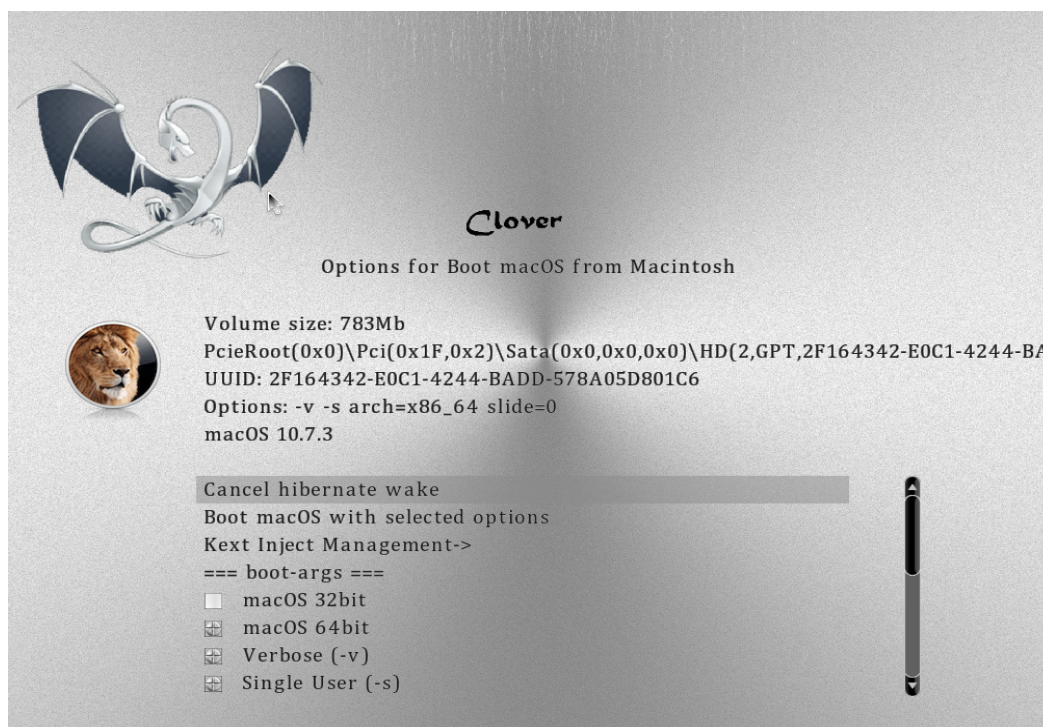 Clover
Options for Boot macOS from Macintosh
Volume size: 783Mb
PcieRoot(0x0)\Pci(0x1F,0x2)\Sata(0x0,0x0,0x0)\HD(2,GPT,2F164342-E0C1-4244-BA
UUID: 2F164342-E0C1-4244-BADD-578A05D801C6
Options: -v -s arch=x86_64 slide=0
macOS 10.7.3
Cancel hibernate wake
Boot macOS with selected options
Kext Inject Management->
=== boot-args ===
macOS 32bit
macOS 64bit
Verbose (-v)
Single User (-s)